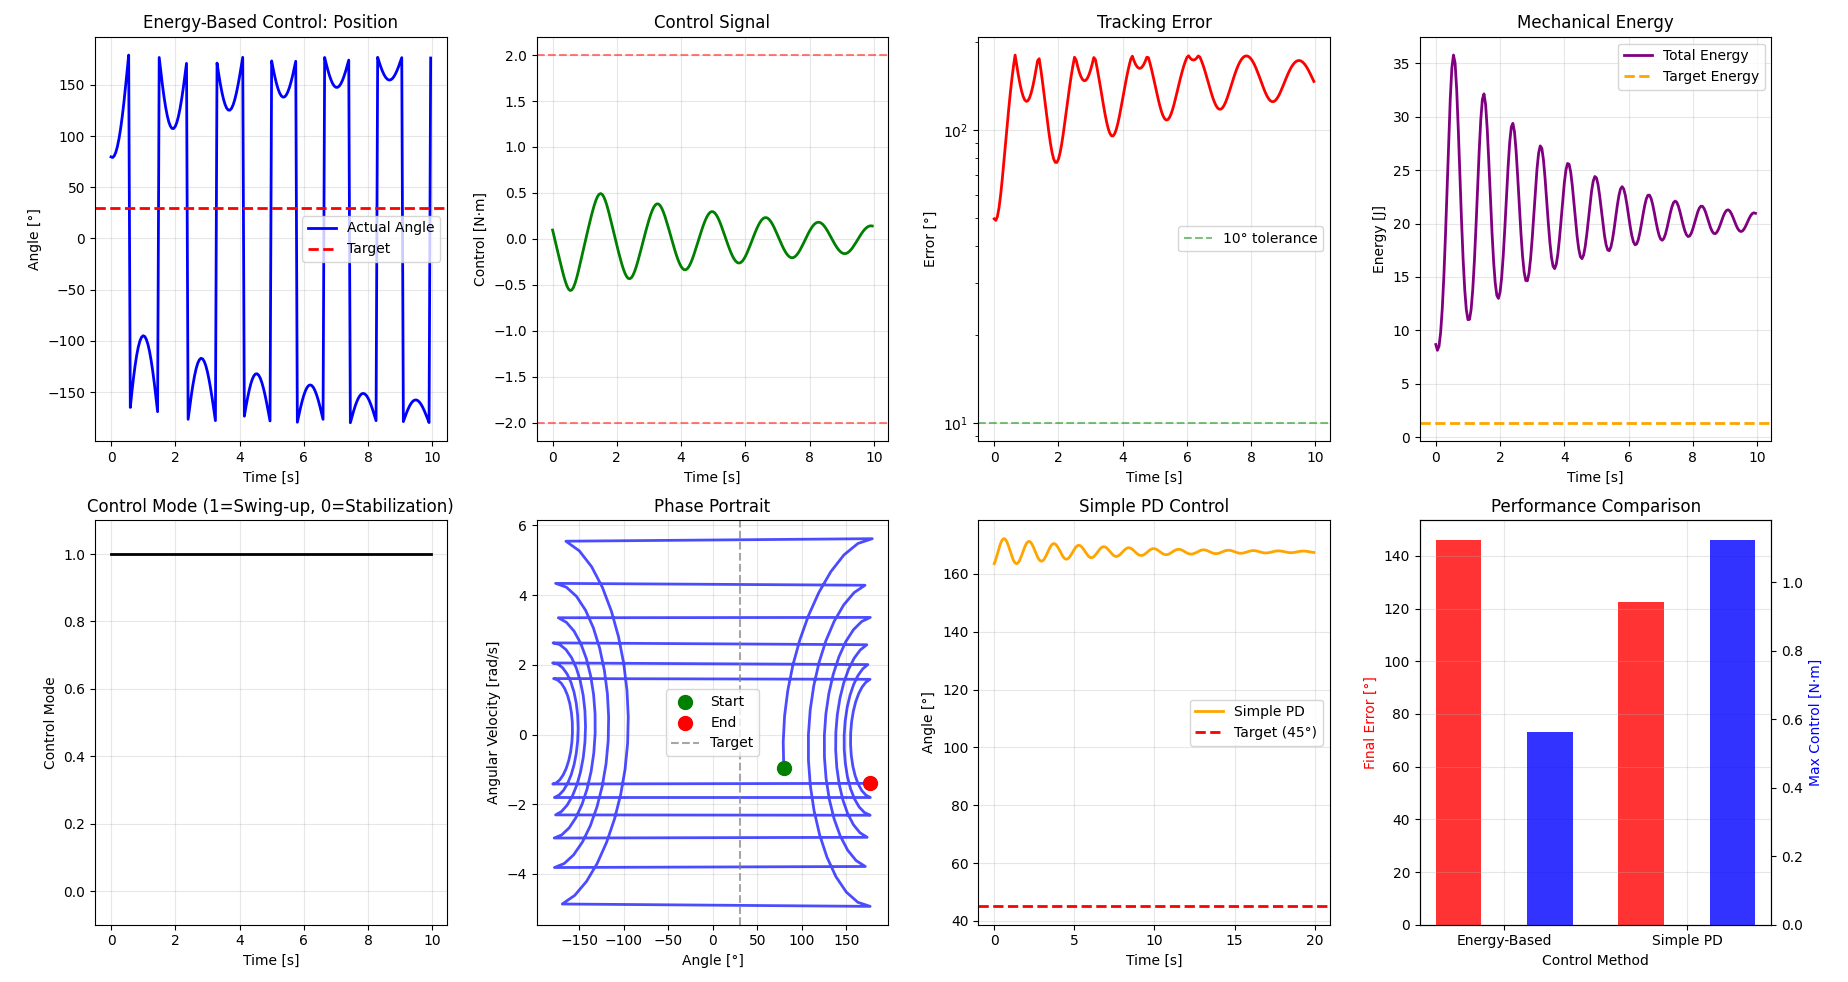 Energy-Based Control: Position
Angle [°]
150
100
50
0
−50
−100
−150
Actual Angle
Target
0 2 4 6 8 10
Time [s]
Control Signal
Control [N·m]
2.0
1.5
1.0
0.5
0.0
−0.5
−1.0
−1.5
−2.0
0 2 4 6 8 10
Time [s]
Tracking Error
Error [°]
10²
10¹
10° tolerance
0 2 4 6 8 10
Time [s]
Mechanical Energy
Energy [J]
35
30
25
20
15
10
5
0
Total Energy
Target Energy
0 2 4 6 8 10
Time [s]
Control Mode (1=Swing-up, 0=Stabilization)
Control Mode
1.0
0.8
0.6
0.4
0.2
0.0
0 2 4 6 8 10
Time [s]
Phase Portrait
Angular Velocity [rad/s]
6
4
2
0
−2
−4
Start
End
Target
−150 −100 −50 0 50 100 150
Angle [°]
Simple PD Control
Angle [°]
160
140
120
100
80
60
40
Simple PD
Target (45°)
0 5 10 15 20
Time [s]
Performance Comparison
Final Error [°]
140
120
100
80
60
40
20
0
1.0
0.8
0.6
0.4
0.2
0.0
Max Control [N·m]
Energy-Based Simple PD
Control Method